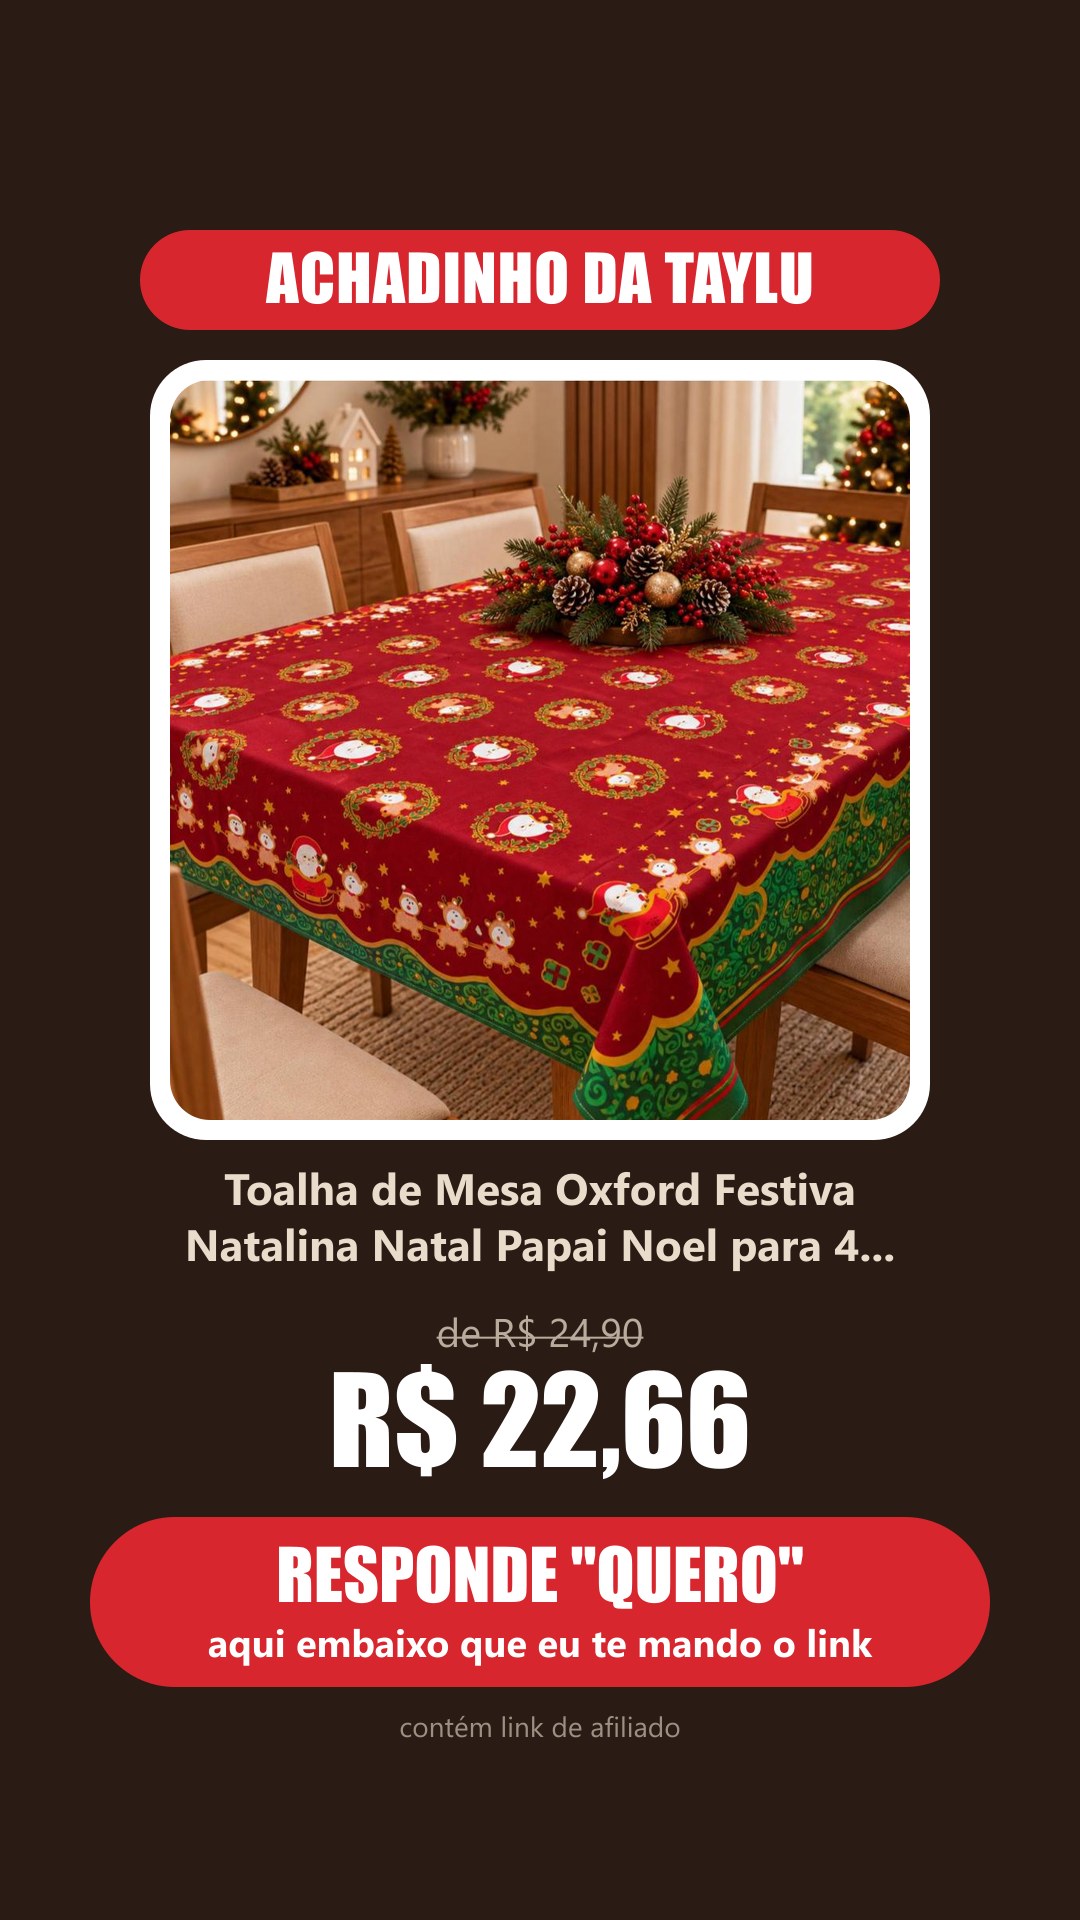 ACHADINHO DA TAYLU
Toalha de Mesa Oxford Festiva
Natalina Natal Papai Noel para 4...
de R$ 24,90
R$ 22,66
RESPONDE "QUERO"
aqui embaixo que eu te mando o link
contém link de afiliado